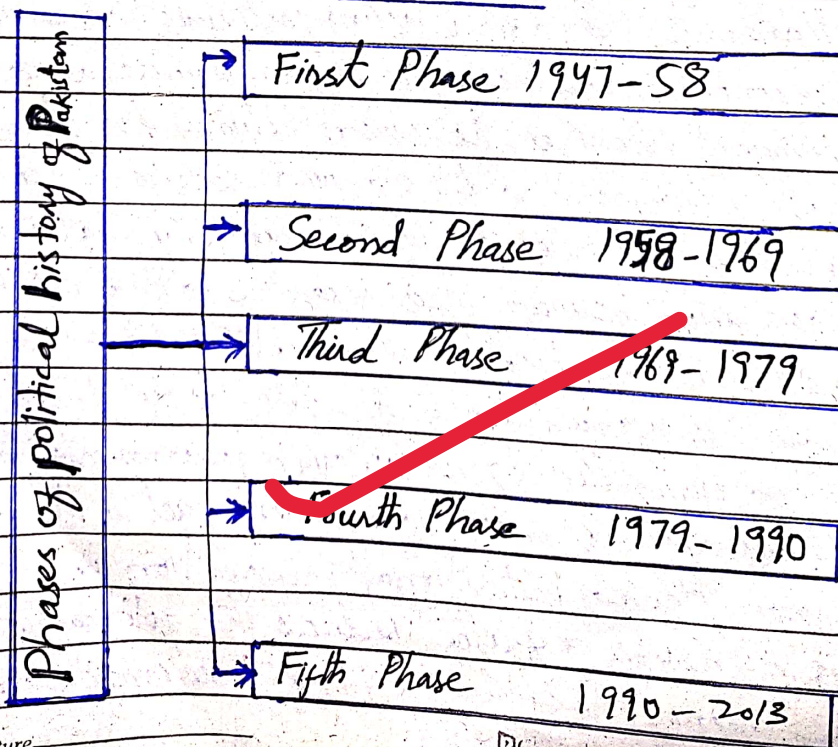 Phases of political history of Pakistan
First Phase 1947-58
Second Phase 1958-1969
Third Phase 1969-1979
Fourth Phase 1979-1990
Fifth Phase 1990-2013